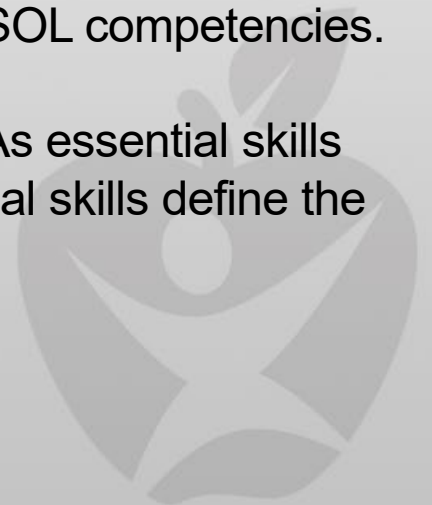 SOL competencies.
As essential skills
al skills define the